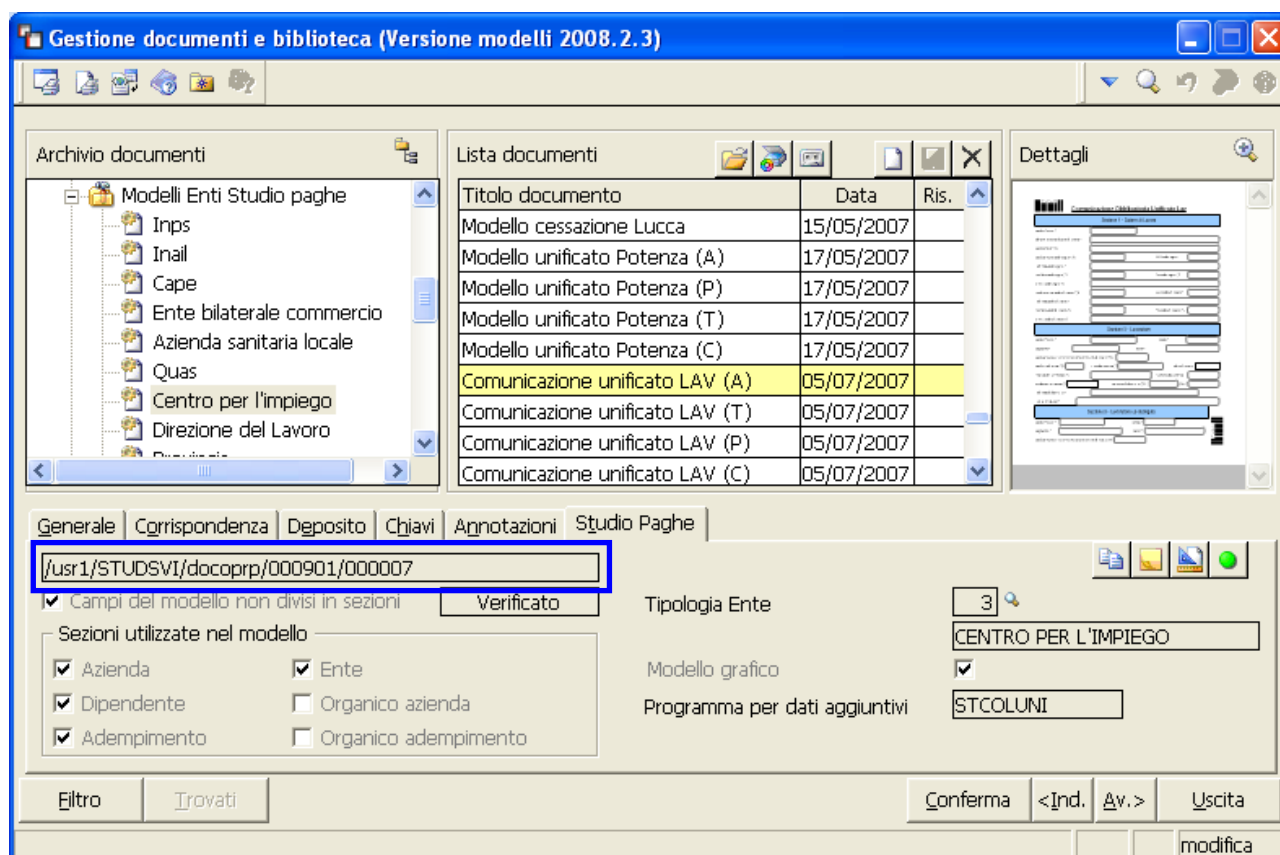 Gestione documenti e biblioteca (Versione modelli 2008.2.3)
Archivio documenti
Modelli Enti Studio paghe
Inps
Inail
Cape
Ente bilaterale commercio
Azienda sanitaria locale
Quas
Centro per l'impiego
Direzione del Lavoro
Lista documenti
Titolo documento Data Ris.
Modello cessazione Lucca 15/05/2007
Modello unificato Potenza (A) 17/05/2007
Modello unificato Potenza (P) 17/05/2007
Modello unificato Potenza (T) 17/05/2007
Modello unificato Potenza (C) 17/05/2007
Comunicazione unificato LAV (A) 05/07/2007
Comunicazione unificato LAV (T) 05/07/2007
Comunicazione unificato LAV (P) 05/07/2007
Comunicazione unificato LAV (C) 05/07/2007
Dettagli
Generale Corrispondenza Deposito Chiavi Annotazioni Studio Paghe
/usr1/STUDSVI/docoprp/000901/000007
Campi del modello non divisi in sezioni Verificato
Sezioni utilizzate nel modello
Azienda Ente
Dipendente Organico azienda
Adempimento Organico adempimento
Tipologia Ente 3
CENTRO PER L'IMPIEGO
Modello grafico
Programma per dati aggiuntivi STCOLUNI
Filtro Trovati Conferma <Ind. Av.> Uscita
modifica